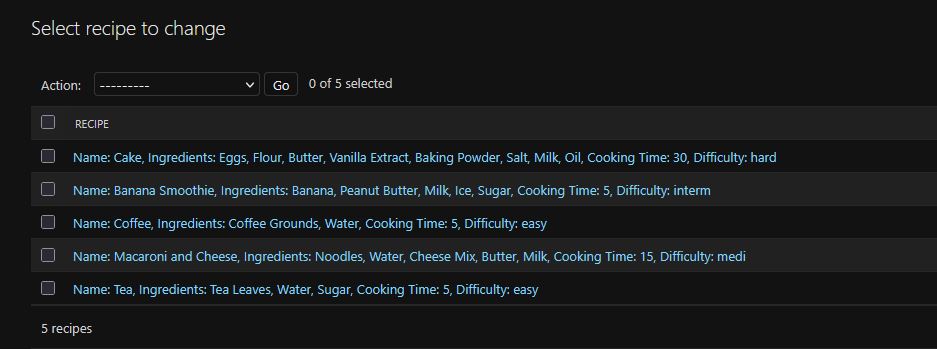 Select recipe to change
Action: --------- Go 0 of 5 selected
RECIPE
Name: Cake, Ingredients: Eggs, Flour, Butter, Vanilla Extract, Baking Powder, Salt, Milk, Oil, Cooking Time: 30, Difficulty: hard
Name: Banana Smoothie, Ingredients: Banana, Peanut Butter, Milk, Ice, Sugar, Cooking Time: 5, Difficulty: interm
Name: Coffee, Ingredients: Coffee Grounds, Water, Cooking Time: 5, Difficulty: easy
Name: Macaroni and Cheese, Ingredients: Noodles, Water, Cheese Mix, Butter, Milk, Cooking Time: 15, Difficulty: medi
Name: Tea, Ingredients: Tea Leaves, Water, Sugar, Cooking Time: 5, Difficulty: easy
5 recipes